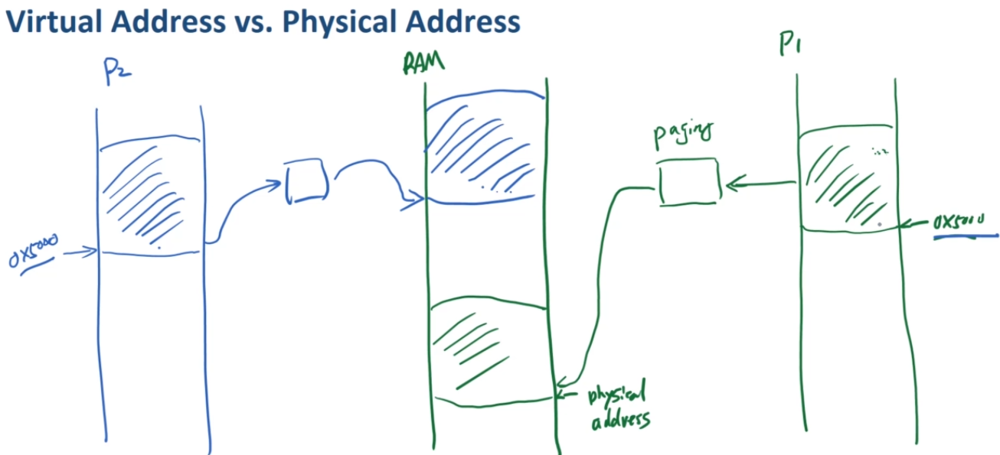 Virtual Address vs. Physical Address
P2
RAM
P1
paging
0x5000
0x5000
physical
address